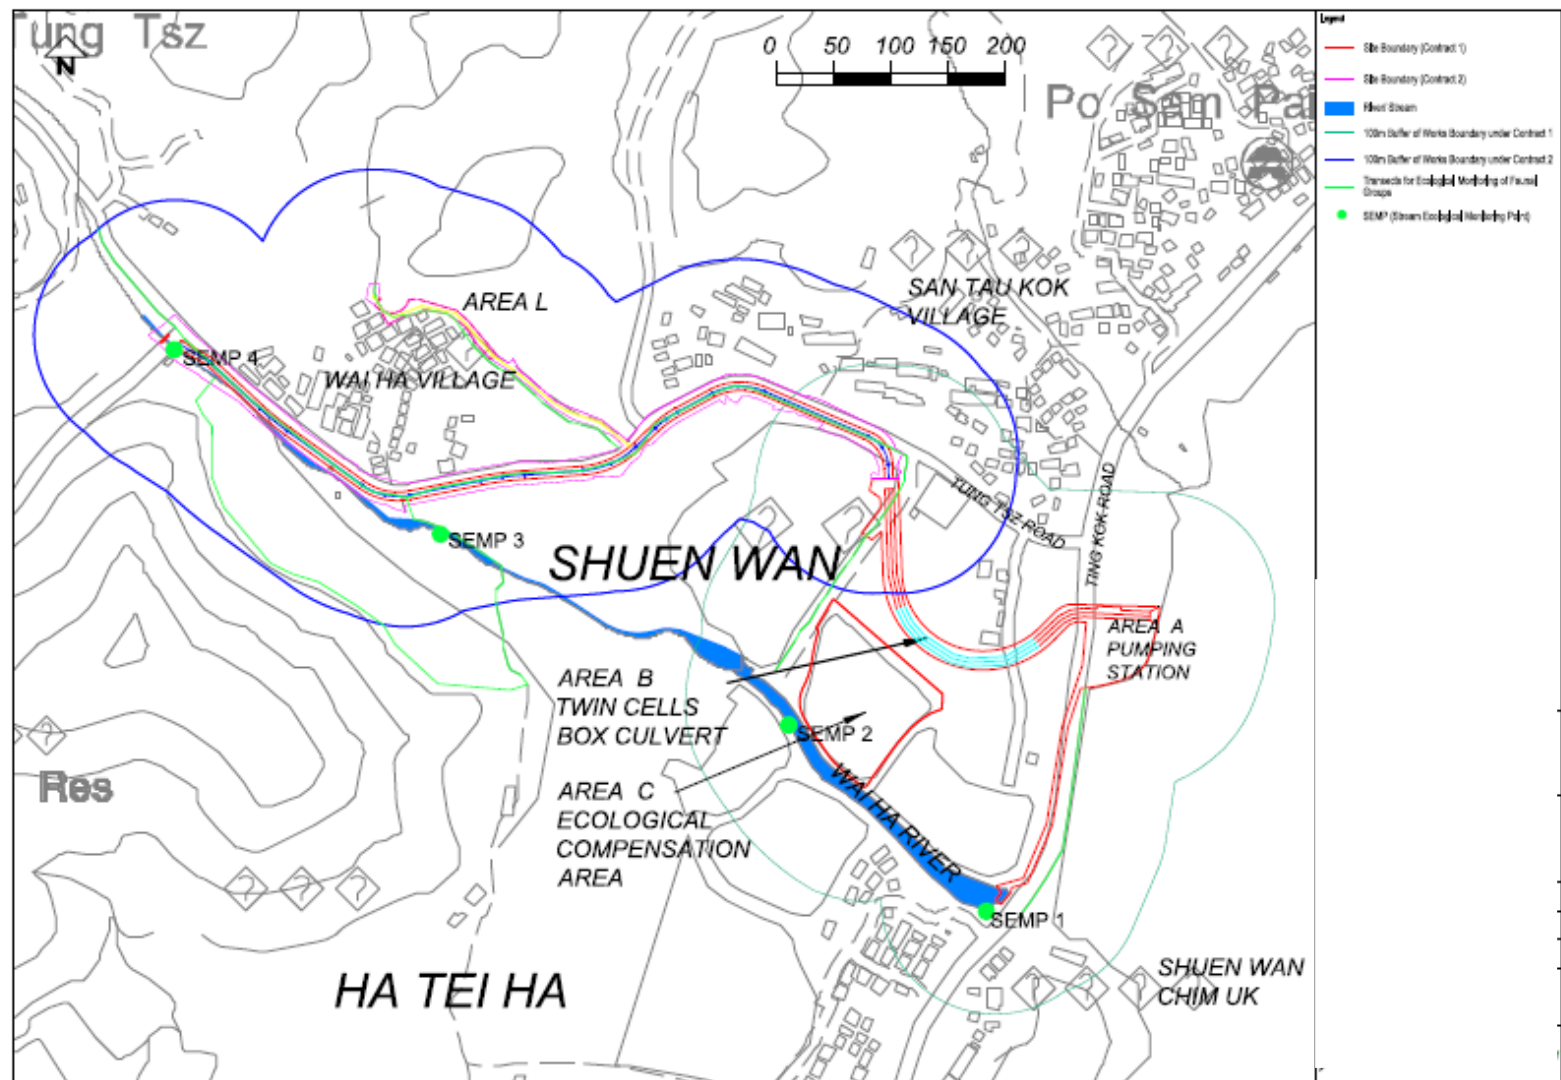 Tung Tsz
N
0 50 100 150 200
Po Sam Pai
AREA L
SAN TAU KOK
VILLAGE
SEMP 4
WAI HA VILLAGE
TUNG TSZ ROAD
TING KOK ROAD
SEMP 3
SHUEN WAN
AREA A
PUMPING
STATION
AREA B
TWIN CELLS
BOX CULVERT
SEMP 2
AREA C
ECOLOGICAL
COMPENSATION
AREA
WAI HA RIVER
Res
SEMP 1
HA TEI HA
SHUEN WAN
CHIM UK
Legend
Site Boundary (Contract 1)
Site Boundary (Contract 2)
River/ Stream
100m Buffer of Works Boundary under Contract 1
100m Buffer of Works Boundary under Contract 2
Transects for Ecological Monitoring of Faunal
Groups
SEMP (Stream Ecological Monitoring Point)